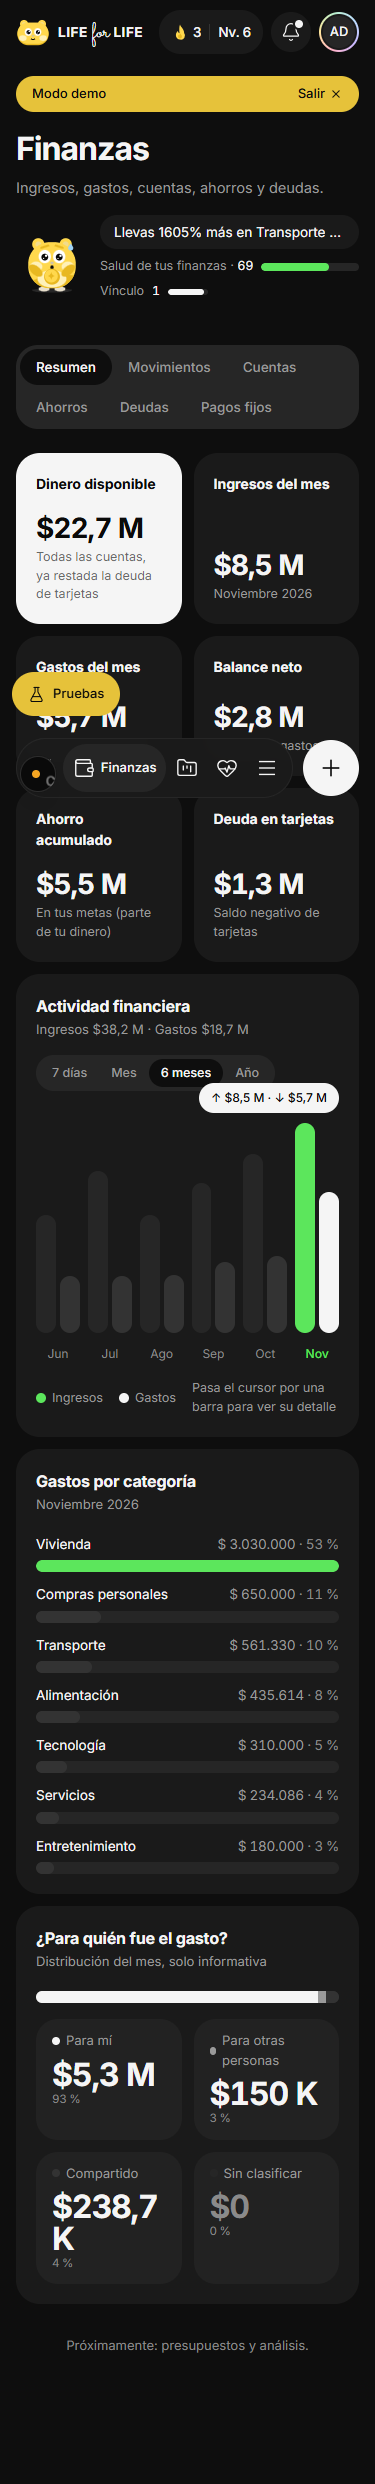 LIFE for LIFE
3
Nv. 6
AD
Modo demo
Salir ×
Finanzas
Ingresos, gastos, cuentas, ahorros y deudas.
Llevas 1605% más en Transporte ...
Salud de tus finanzas · 69
Vínculo 1
Resumen
Movimientos
Cuentas
Ahorros
Deudas
Pagos fijos
Dinero disponible
$22,7 M
Todas las cuentas,
ya restada la deuda
de tarjetas
Ingresos del mes
$8,5 M
Noviembre 2026
Gastos del mes
$5,7 M
Balance neto
$2,8 M
gastos
Pruebas
Finanzas
Ahorro
acumulado
$5,5 M
En tus metas (parte
de tu dinero)
Deuda en tarjetas
$1,3 M
Saldo negativo de
tarjetas
Actividad financiera
Ingresos $38,2 M · Gastos $18,7 M
7 días
Mes
6 meses
Año
↑ $8,5 M · ↓ $5,7 M
Jun
Jul
Ago
Sep
Oct
Nov
Ingresos
Gastos
Pasa el cursor por una
barra para ver su detalle
Gastos por categoría
Noviembre 2026
Vivienda
$ 3.030.000 · 53 %
Compras personales
$ 650.000 · 11 %
Transporte
$ 561.330 · 10 %
Alimentación
$ 435.614 · 8 %
Tecnología
$ 310.000 · 5 %
Servicios
$ 234.086 · 4 %
Entretenimiento
$ 180.000 · 3 %
¿Para quién fue el gasto?
Distribución del mes, solo informativa
Para mí
$5,3 M
93 %
Para otras
personas
$150 K
3 %
Compartido
$238,7
K
4 %
Sin clasificar
$0
0 %
Próximamente: presupuestos y análisis.